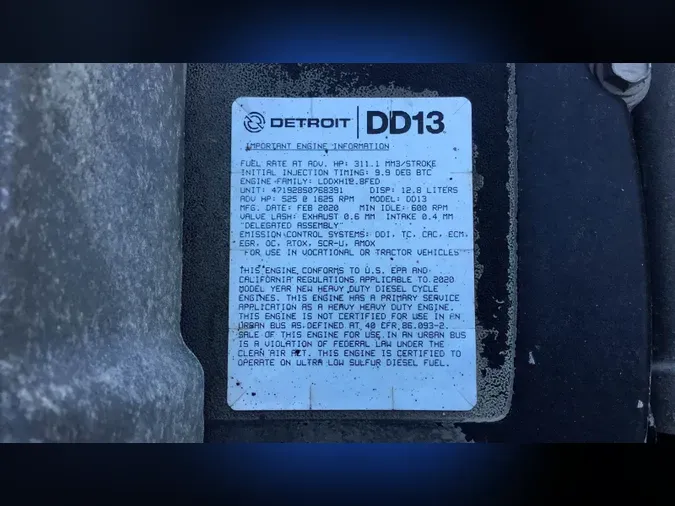 DETROIT DD13
IMPORTANT ENGINE INFORMATION
FUEL RATE AT ADV. HP: 311.1 MM3/STROKE
INITIAL INJECTION TIMING: 9.9 DEG BTC
ENGINE FAMILY: LDDXH12.8FED
UNIT: 471928S0768391 DISP: 12.8 LITERS
ADV HP: 525 @ 1625 RPM MODEL: DD13
MFG. DATE: FEB 2020 MIN IDLE: 600 RPM
VALVE LASH: EXHAUST 0.6 MM INTAKE 0.4 MM
"DELEGATED ASSEMBLY"
EMISSION CONTROL SYSTEMS: DDI, TC, CAC, ECM,
EGR, OC, PTOX, SCR-U, AMOX
"FOR USE IN VOCATIONAL OR TRACTOR VEHICLES"
THIS ENGINE CONFORMS TO U.S. EPA AND
CALIFORNIA REGULATIONS APPLICABLE TO 2020
MODEL YEAR NEW HEAVY DUTY DIESEL CYCLE
ENGINES. THIS ENGINE HAS A PRIMARY SERVICE
APPLICATION AS A HEAVY HEAVY DUTY ENGINE.
THIS ENGINE IS NOT CERTIFIED FOR USE IN AN
URBAN BUS AS DEFINED AT 40 CFR 86.093-2.
SALE OF THIS ENGINE FOR USE IN AN URBAN BUS
IS A VIOLATION OF FEDERAL LAW UNDER THE
CLEAN AIR ACT. THIS ENGINE IS CERTIFIED TO
OPERATE ON ULTRA LOW SULFUR DIESEL FUEL.